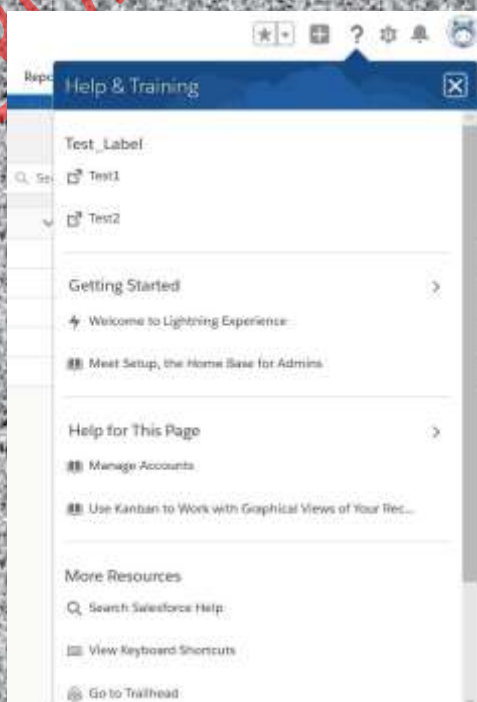 Repo
Help & Training
Test_Label
Test1
Test2
Getting Started
Welcome to Lightning Experience
Meet Setup, the Home Base for Admins
Help for This Page
Manage Accounts
Use Kanban to Work with Graphical Views of Your Rec...
More Resources
Search Salesforce Help
View Keyboard Shortcuts
Go to Trailhead